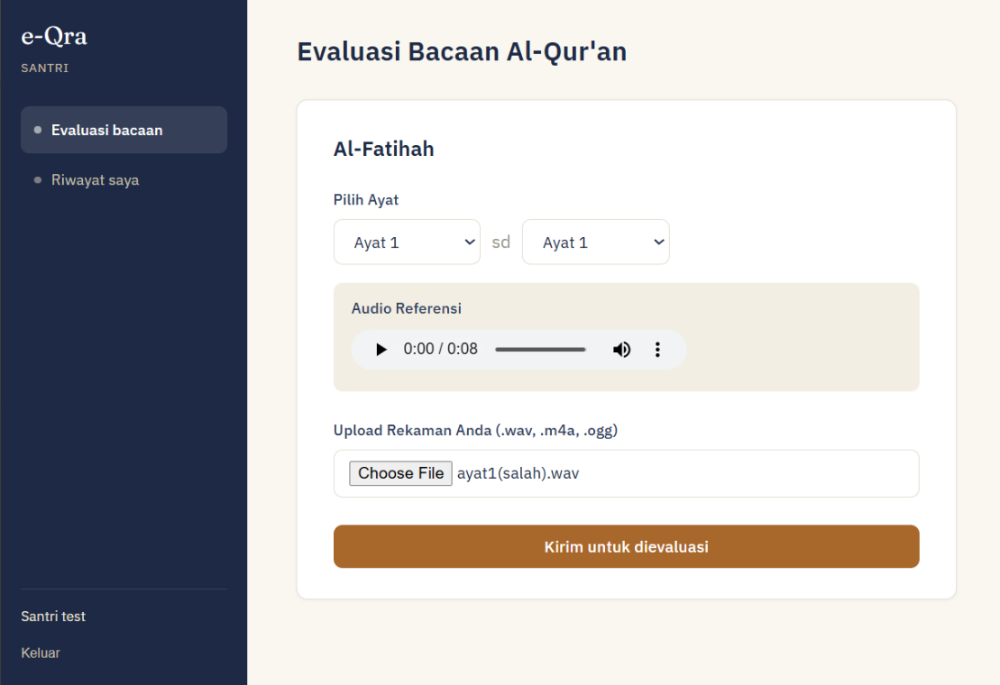 e-Qra
SANTRI
Evaluasi bacaan
Riwayat saya
Santri test
Keluar
Evaluasi Bacaan Al-Qur'an
Al-Fatihah
Pilih Ayat
Ayat 1 sd Ayat 1
Audio Referensi
0:00 / 0:08
Upload Rekaman Anda (.wav, .m4a, .ogg)
Choose File ayat1(salah).wav
Kirim untuk dievaluasi